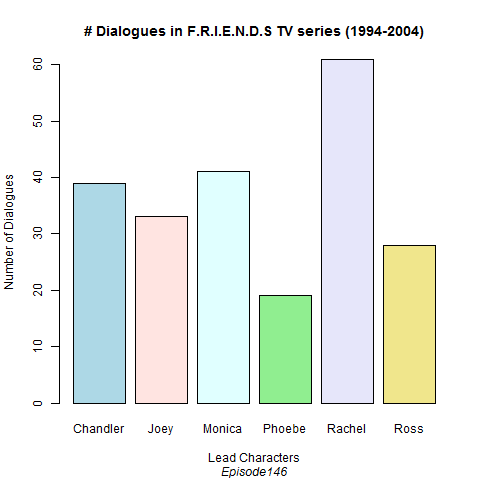 # Dialogues in F.R.I.E.N.D.S TV series (1994-2004)
Number of Dialogues
60
50
40
30
20
10
0
Chandler Joey Monica Phoebe Rachel Ross
Lead Characters
Episode146